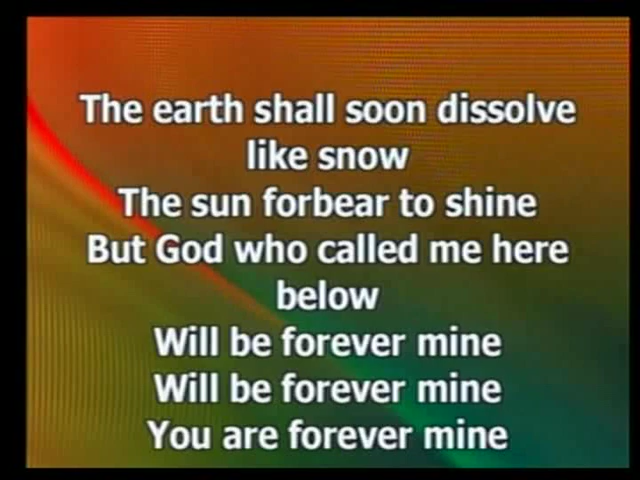 The earth shall soon dissolve
like snow
The sun forbear to shine
But God who called me here
below
Will be forever mine
Will be forever mine
You are forever mine